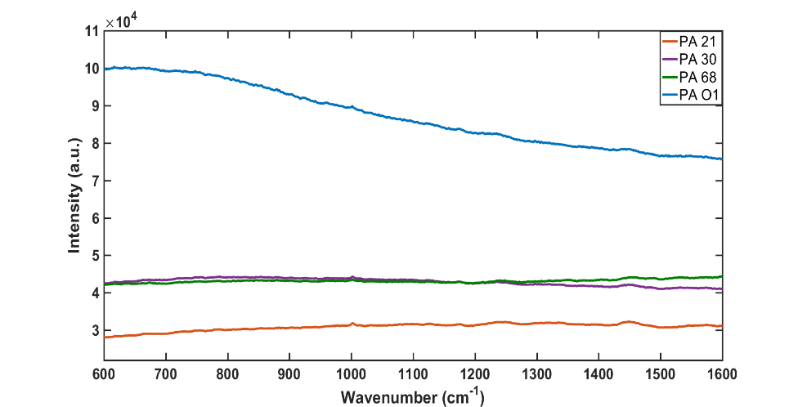 ×10⁴
11
10
9
8
7
6
5
4
3
Intensity (a.u.)
PA 21
PA 30
PA 68
PA O1
600 700 800 900 1000 1100 1200 1300 1400 1500 1600
Wavenumber (cm⁻¹)